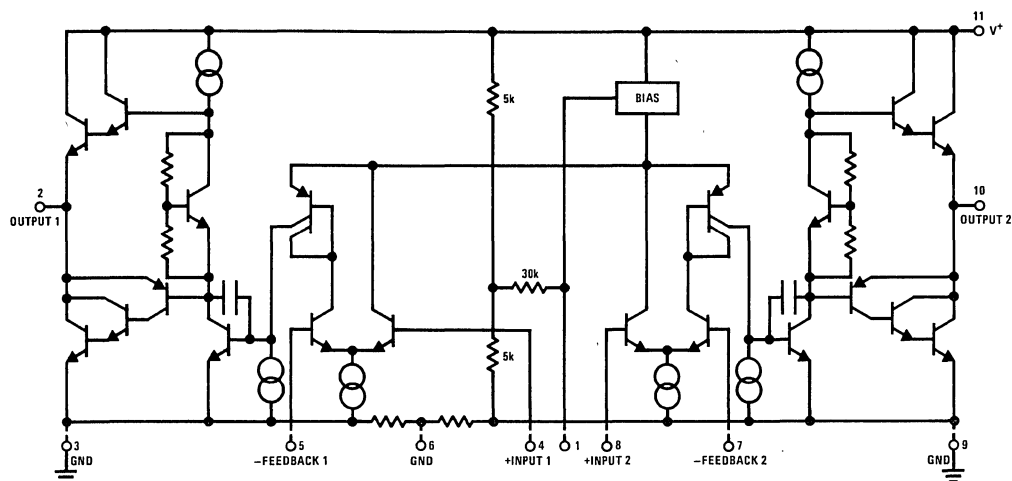 11
V+
5k
BIAS
2
OUTPUT 1
10
OUTPUT 2
30k
5k
3
GND
5
–FEEDBACK 1
6
GND
4
+INPUT 1
1
8
+INPUT 2
7
–FEEDBACK 2
9
GND